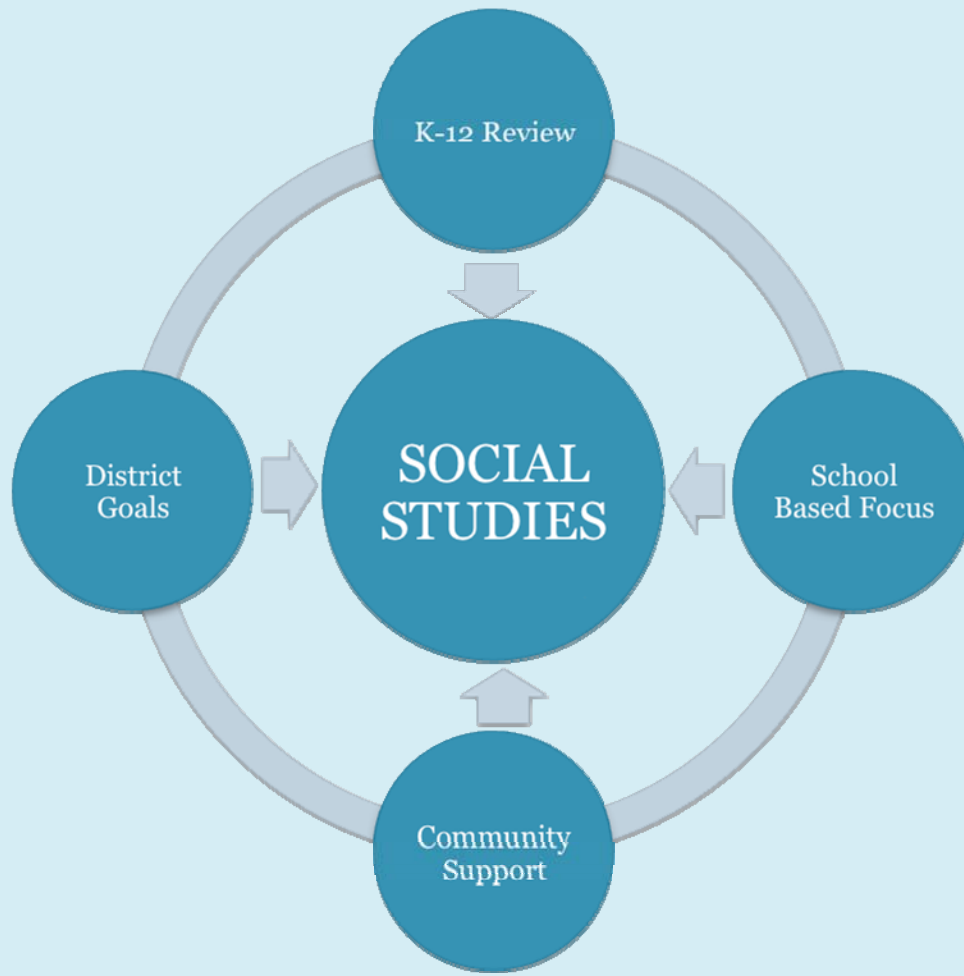 K-12 Review
District
Goals
SOCIAL
STUDIES
School
Based Focus
Community
Support